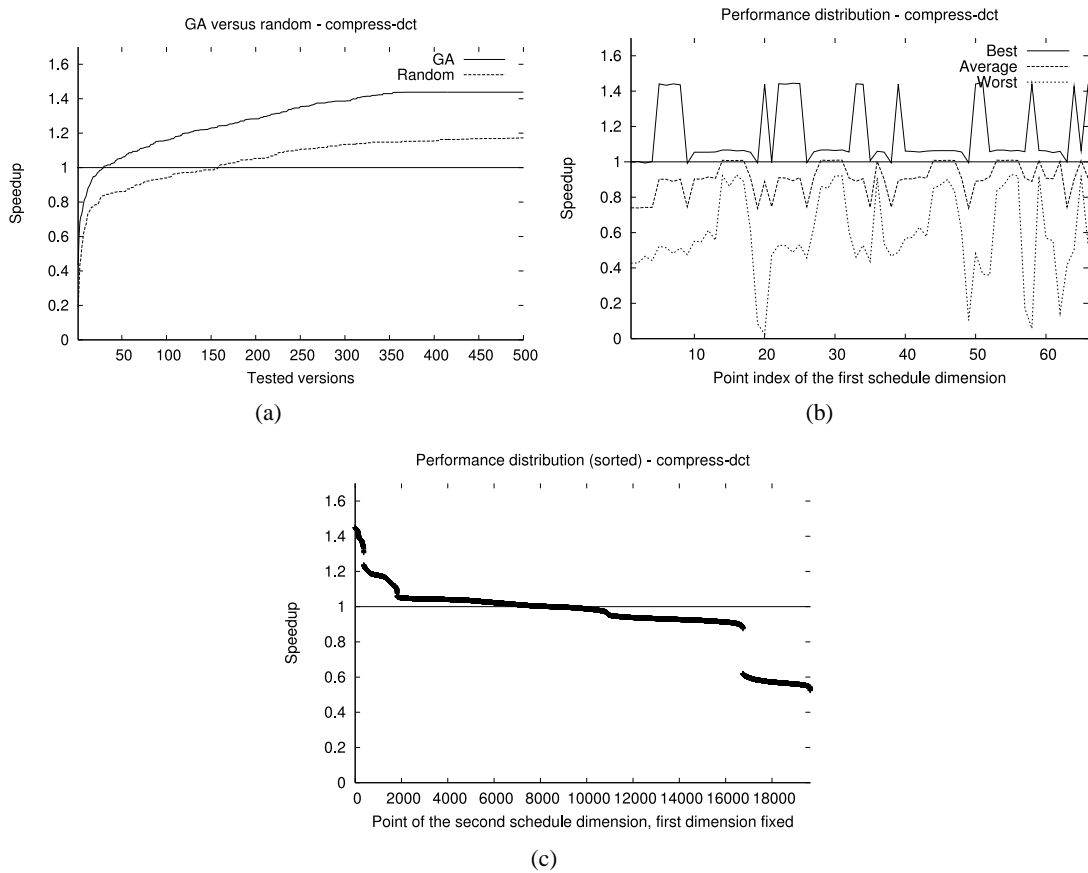 GA versus random - compress-dct
GA
Random
1.6
1.4
1.2
1
0.8
0.6
0.4
0.2
0
Speedup
50 100 150 200 250 300 350 400 450 500
Tested versions
(a)
Performance distribution - compress-dct
Best
Average
Worst
1.6
1.4
1.2
1
0.8
0.6
0.4
0.2
0
Speedup
10 20 30 40 50 60
Point index of the first schedule dimension
(b)
Performance distribution (sorted) - compress-dct
1.6
1.4
1.2
1
0.8
0.6
0.4
0.2
0
Speedup
0 2000 4000 6000 8000 10000 12000 14000 16000 18000
Point of the second schedule dimension, first dimension fixed
(c)